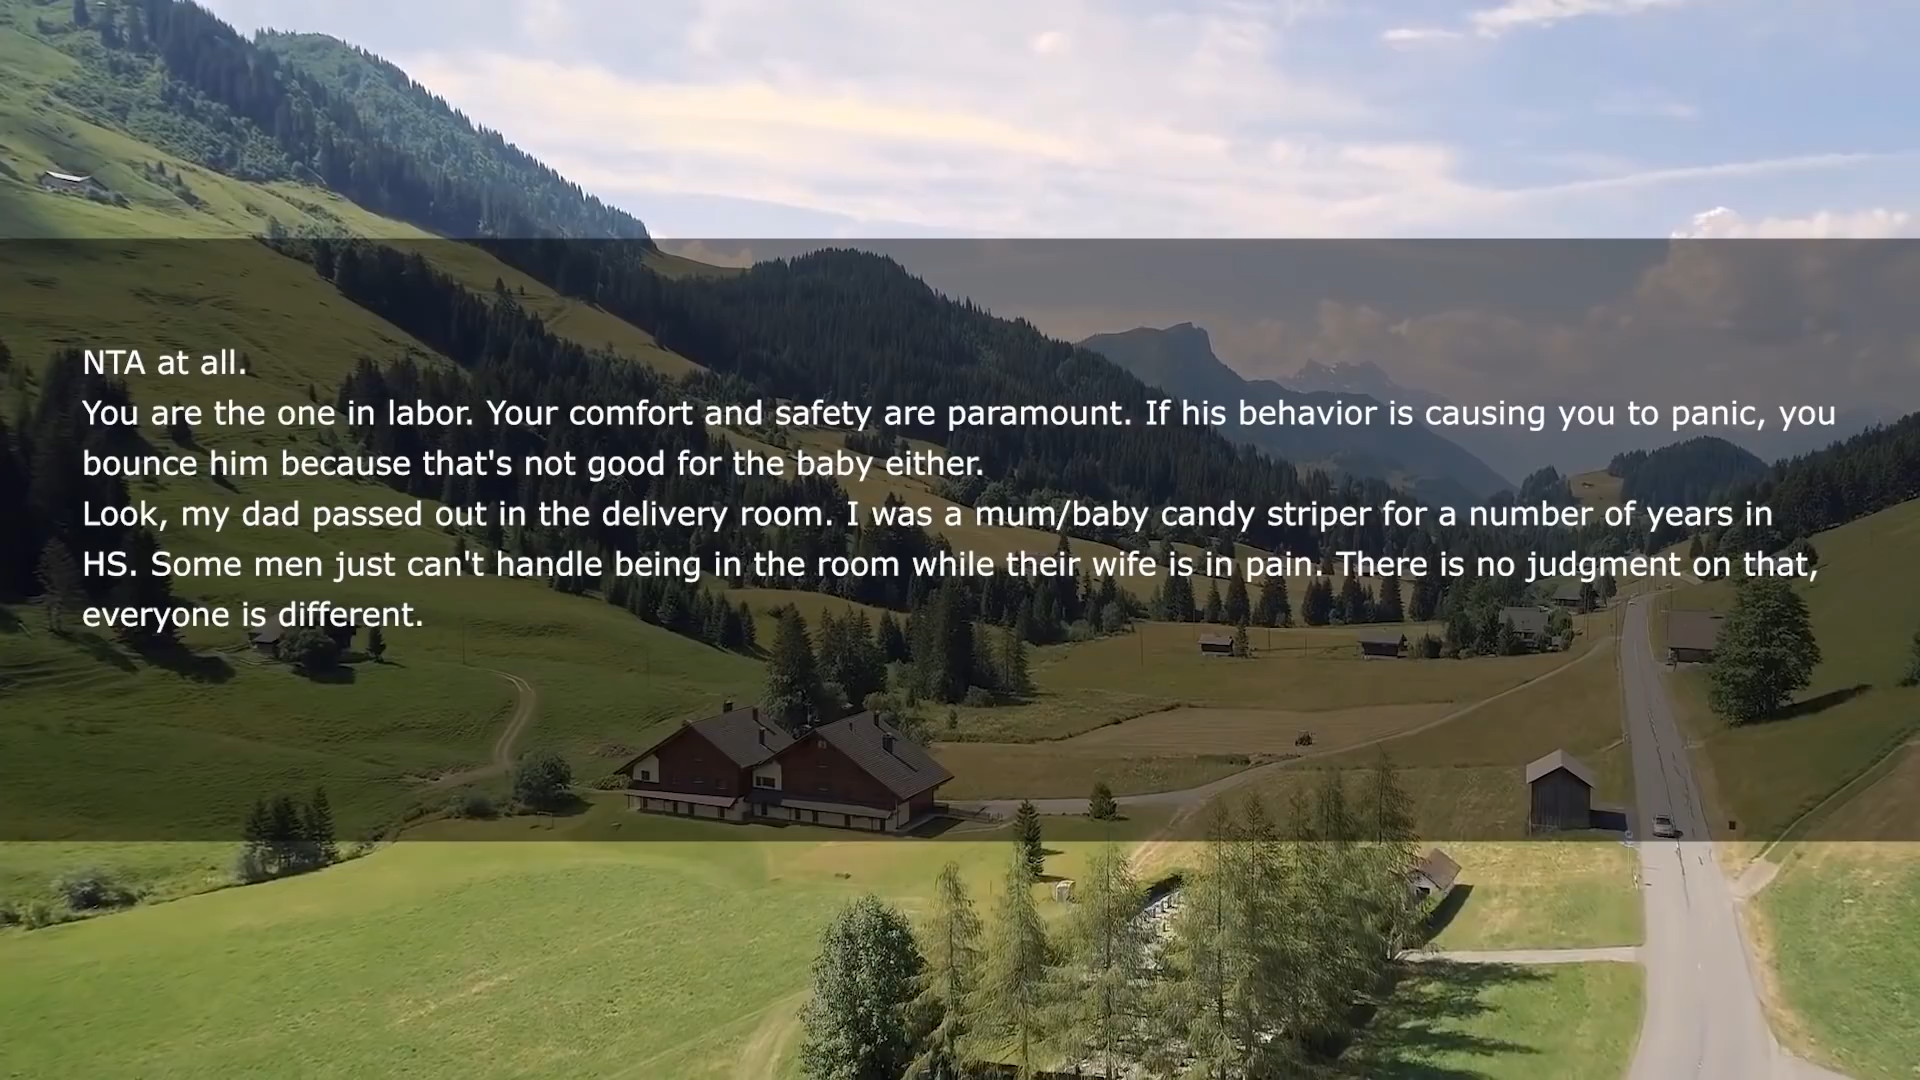 NTA at all.
You are the one in labor. Your comfort and safety are paramount. If his behavior is causing you to panic, you
bounce him because that's not good for the baby either.
Look, my dad passed out in the delivery room. I was a mum/baby candy striper for a number of years in
HS. Some men just can't handle being in the room while their wife is in pain. There is no judgment on that,
everyone is different.